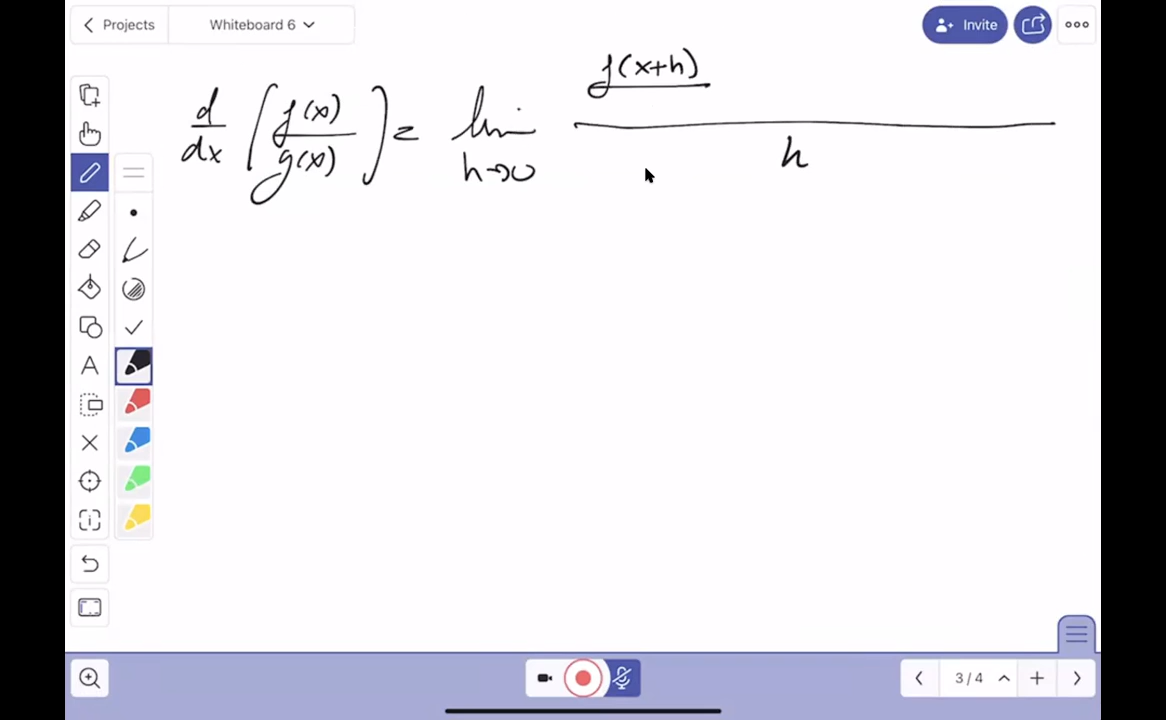 Projects
Whiteboard 6
Invite
d/dx (f(x)/g(x)) = lim h→0 f(x+h)/ / h
A
3/4